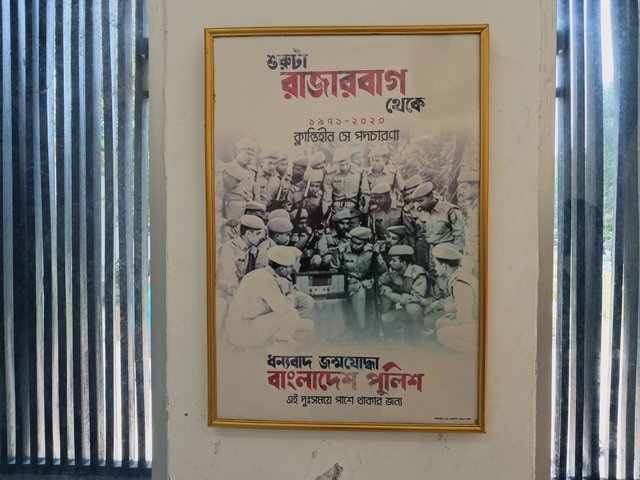 শুরুটা
রাজারবাগ
থেকে
১৯৭১-২০২০
ক্লান্তিহীন সে পদচারণা
ধন্যবাদ জন্মযোদ্ধা
বাংলাদেশ পুলিশ
এই দুঃসময়ে পাশে থাকার জন্য